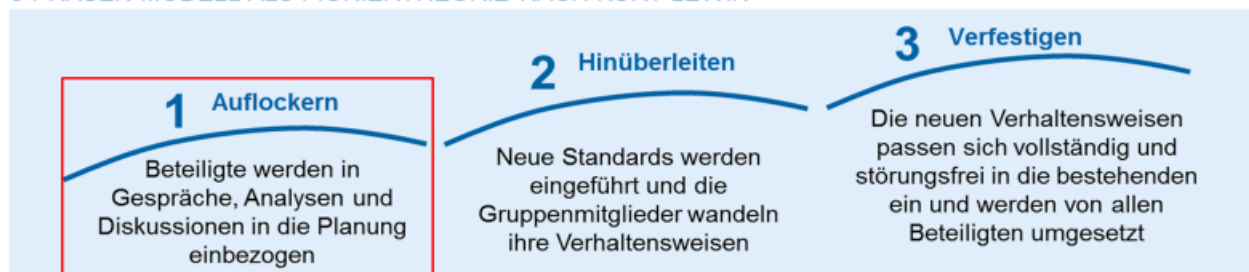 1 Auflockern
Beteiligte werden in
Gespräche, Analysen und
Diskussionen in die Planung
einbezogen
2 Hinüberleiten
Neue Standards werden
eingeführt und die
Gruppenmitglieder wandeln
ihre Verhaltensweisen
3 Verfestigen
Die neuen Verhaltensweisen
passen sich vollständig und
störungsfrei in die bestehenden
ein und werden von allen
Beteiligten umgesetzt